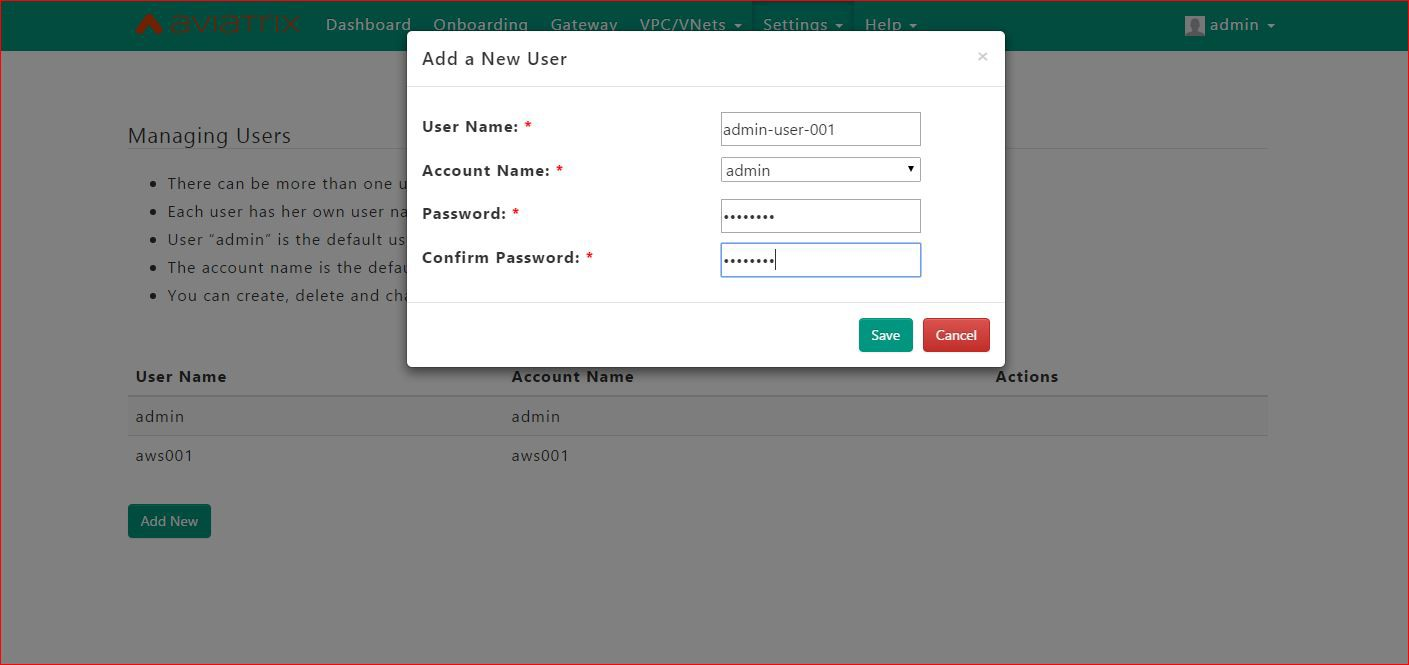 aviatrix Dashboard Onboarding Gateway VPC/VNets Settings Help admin
Add a New User ×
User Name: * admin-user-001
Account Name: * admin
Password: * ••••••••
Confirm Password: * ••••••••
Save Cancel
Managing Users
• There can be more than one u
• Each user has her own user na
• User “admin” is the default us
• The account name is the defau
• You can create, delete and cha
User Name Account Name Actions
admin admin
aws001 aws001
Add New